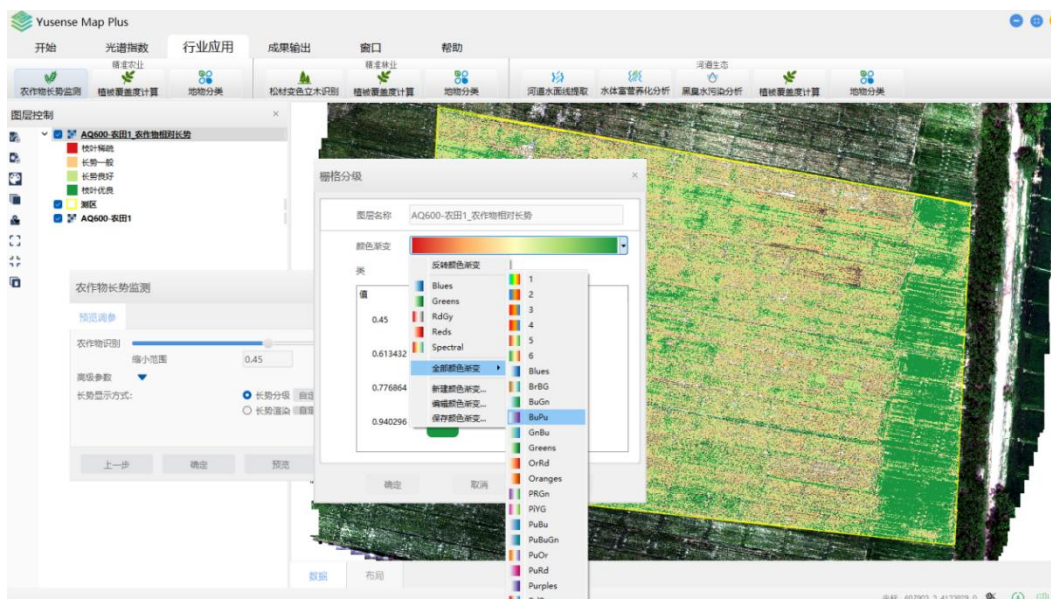 Yusense Map Plus
开始 光谱指数 行业应用 成果输出 窗口 帮助
精准农业 精准林业 河道生态
农作物长势监测 植被覆盖度计算 地物分类 松材变色立木识别 植被覆盖度计算 地物分类 河道水面线提取 水体富营养化分析 黑臭水污染分析 植被覆盖度计算 地物分类
图层控制
AQ600-农田1_农作物相对长势
枝叶稀疏
长势一般
长势良好
枝叶优良
测区
AQ600-农田1
农作物长势监测
预览调参
农作物识别
缩小范围 0.45
高级参数
长势显示方式: 长势分级
长势渲染
上一步 确定 预览
栅格分级
图层名称 AQ600-农田1_农作物相对长势
颜色渐变
类
值
0.45
0.613432
0.776864
0.940296
确定 取消
反转颜色渐变
Blues
Greens
RdGy
Reds
Spectral
全部颜色渐变
新建颜色渐变...
编辑颜色渐变...
保存颜色渐变...
1
2
3
4
5
6
Blues
BrBG
BuGn
BuPu
GnBu
Greens
OrRd
Oranges
PRGn
PiYG
PuBu
PuBuGn
PuOr
PuRd
Purples
数据 布局